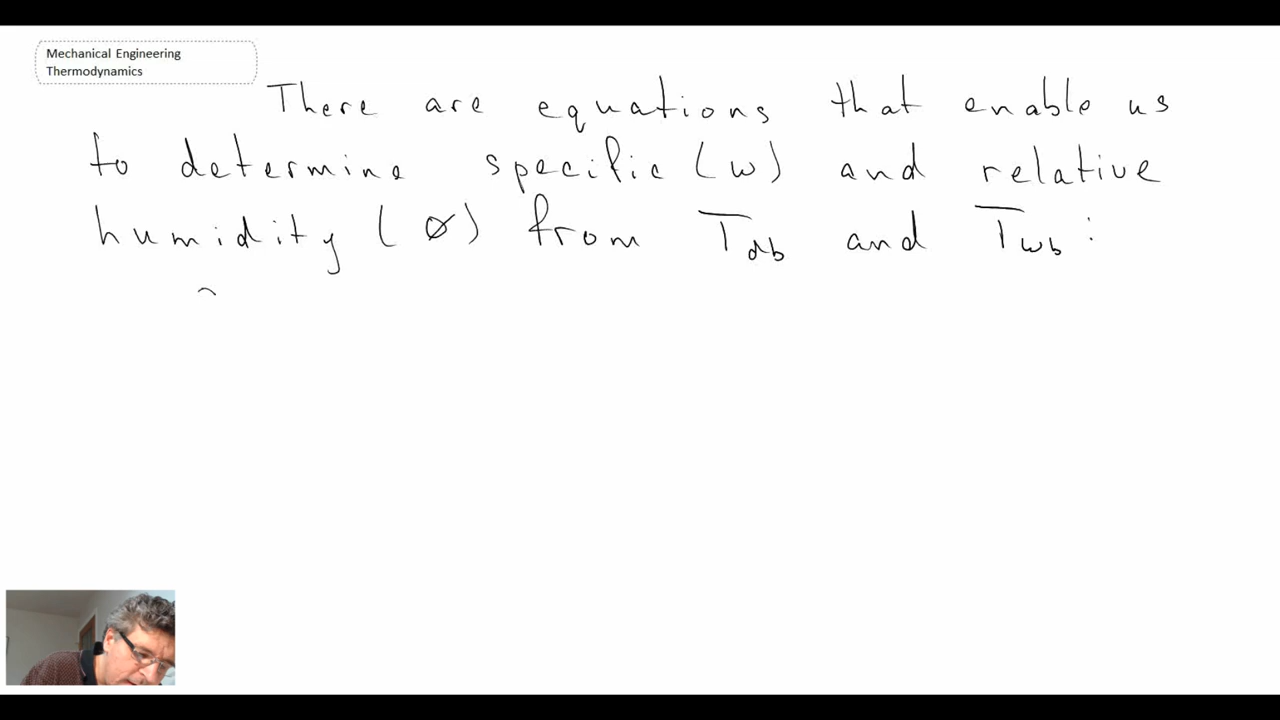 Mechanical Engineering
Thermodynamics
There are equations that enable us
to determine specific (w) and relative
humidity (ø) from Tdb and Twb: